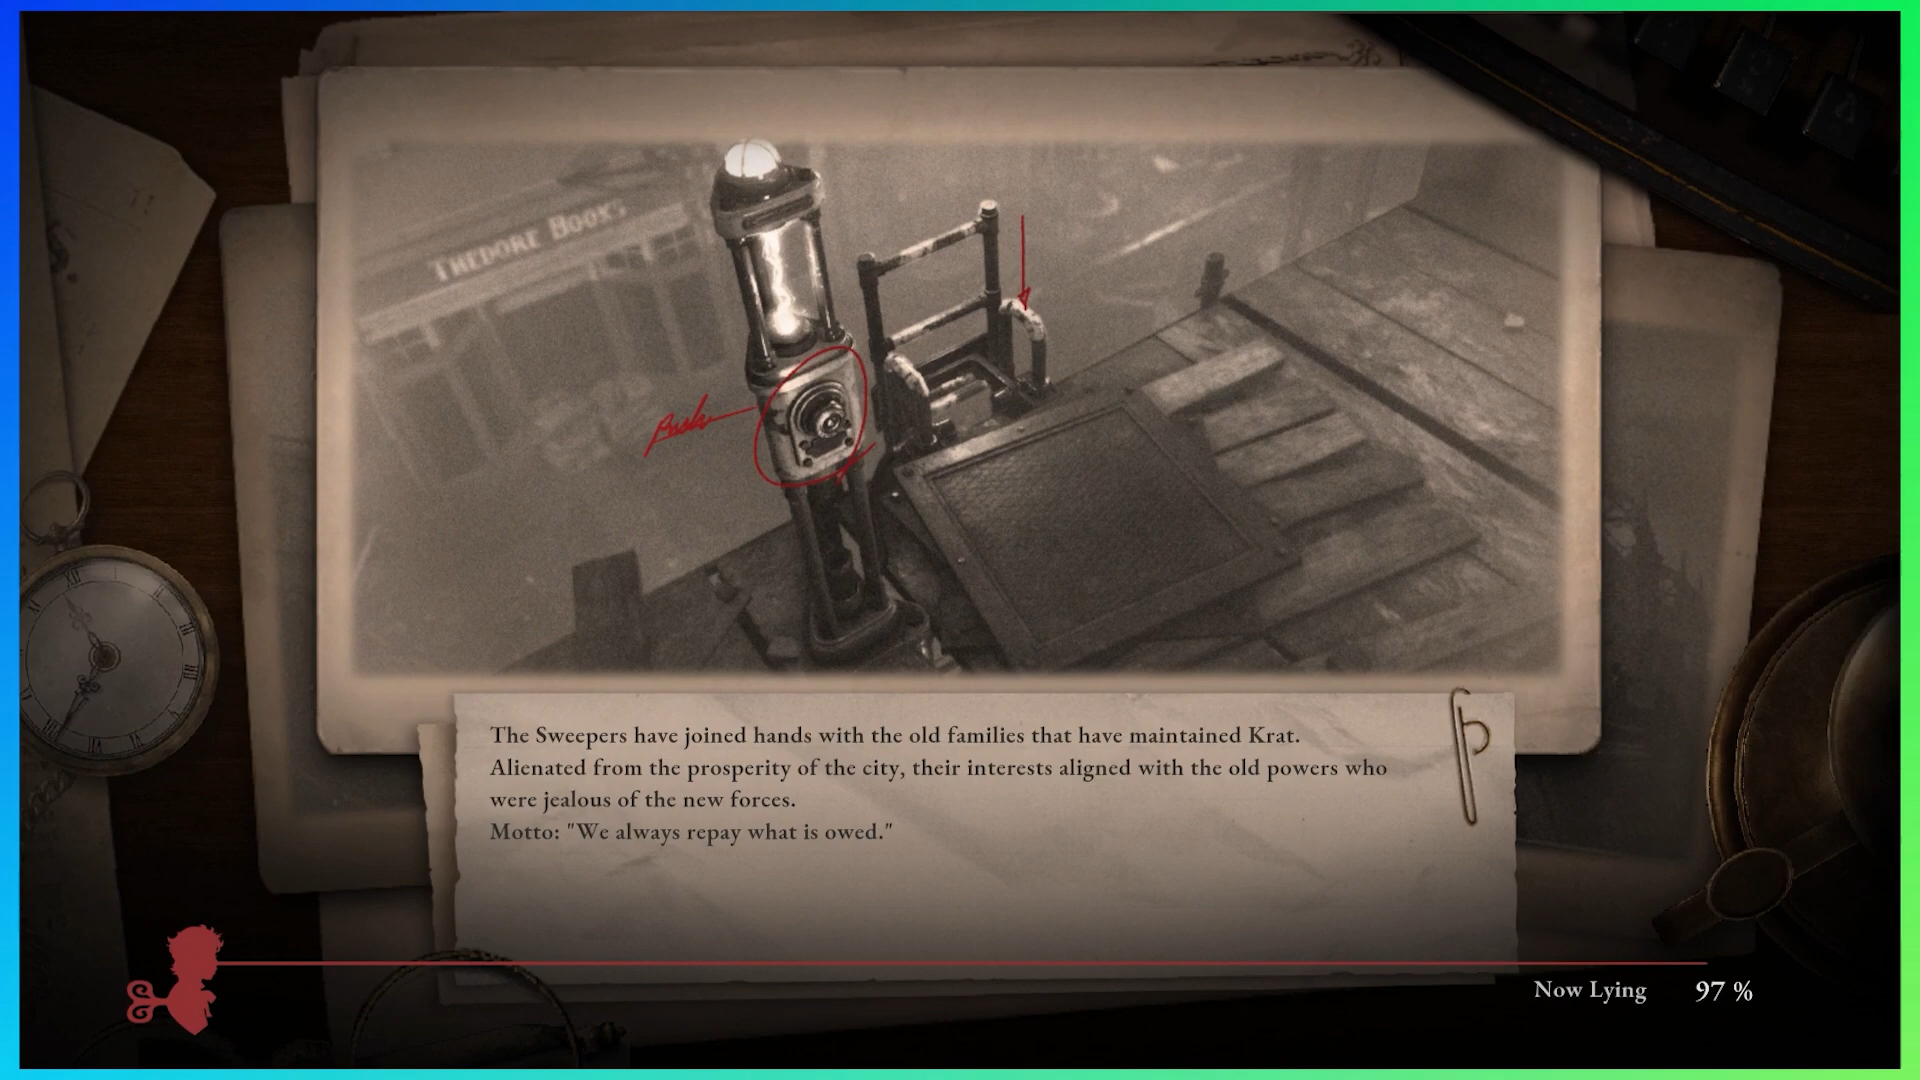 THEDORE BOOKS
Push
The Sweepers have joined hands with the old families that have maintained Krat.
Alienated from the prosperity of the city, their interests aligned with the old powers who
were jealous of the new forces.
Motto: "We always repay what is owed."
Now Lying 97 %